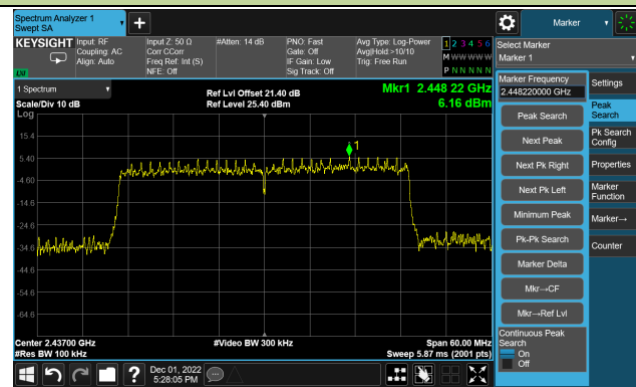 Spectrum Analyzer 1
Swept SA
Marker
KEYSIGHT
Input: RF
Coupling: AC
Align: Auto
Input Z: 50 Ω
Corr CCorr
Freq Ref: Int (S)
NFE: Off
#Atten: 14 dB
PNO: Fast
Gate: Off
IF Gain: Low
Sig Track: Off
Avg Type: Log-Power
Avg|Hold:>10/10
Trig: Free Run
1 2 3 4 5 6
M W W W W W
P N N N N N
LXI
Select Marker
Marker 1
1 Spectrum
Scale/Div 10 dB
Log
Ref Lvl Offset 21.40 dB
Ref Level 25.40 dBm
Mkr1 2.448 22 GHz
6.16 dBm
15.4
5.40
-4.60
-14.6
-24.6
-34.6
-44.6
-54.6
-64.6
1
Center 2.43700 GHz
#Res BW 100 kHz
#Video BW 300 kHz
Span 60.00 MHz
Sweep 5.87 ms (2001 pts)
Marker Frequency
2.448220000 GHz
Peak Search
Next Peak
Next Pk Right
Next Pk Left
Minimum Peak
Pk-Pk Search
Marker Delta
Mkr→CF
Mkr→Ref Lvl
Continuous Peak
Search
On
Off
Settings
Peak
Search
Pk Search
Config
Properties
Marker
Function
Marker→
Counter
Dec 01, 2022
5:28:05 PM